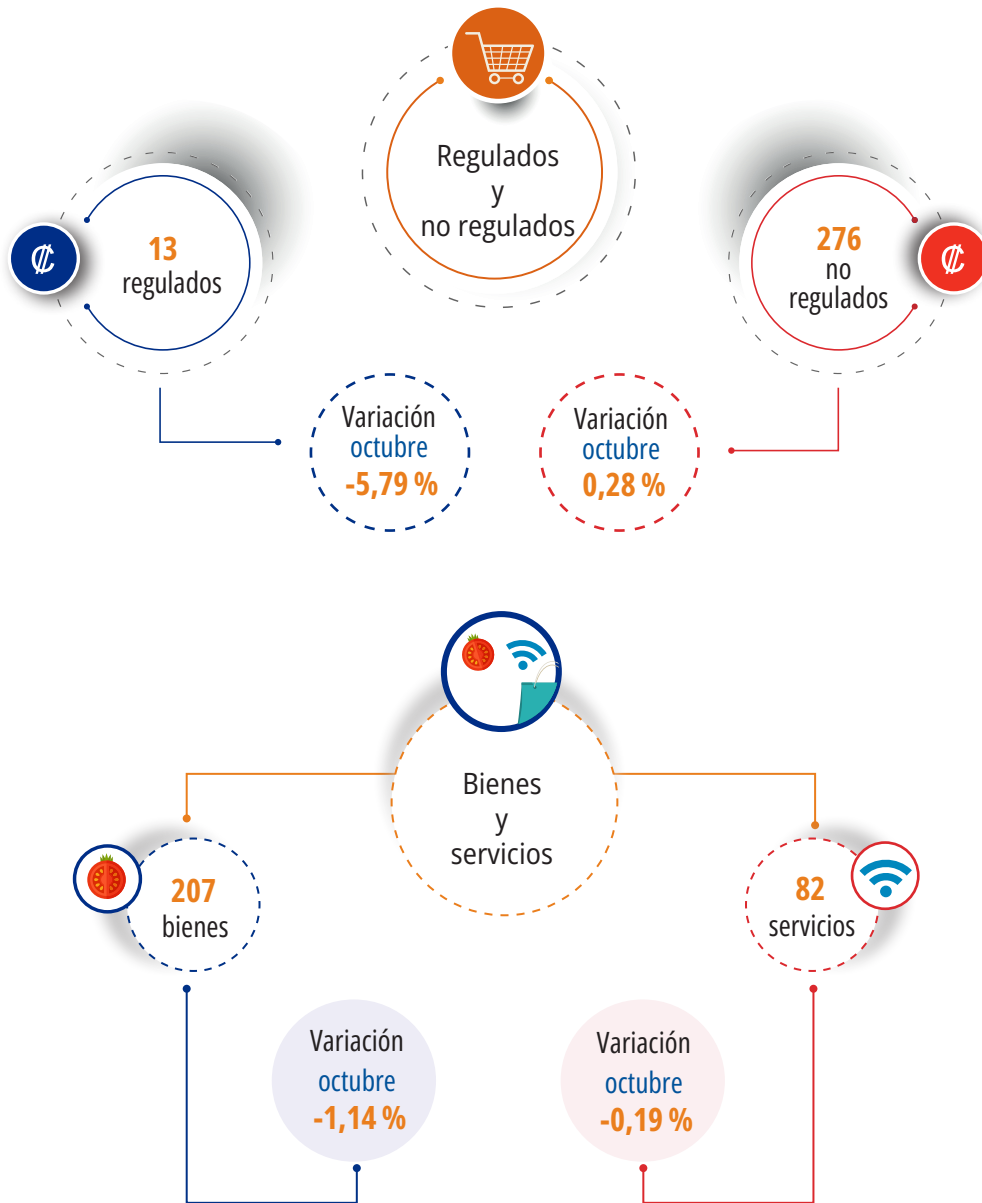 Regulados
y
no regulados
13
regulados
276
no
regulados
₡
₡
Variación
octubre
-5,79 %
Variación
octubre
0,28 %
Bienes
y
servicios
207
bienes
82
servicios
Variación
octubre
-1,14 %
Variación
octubre
-0,19 %